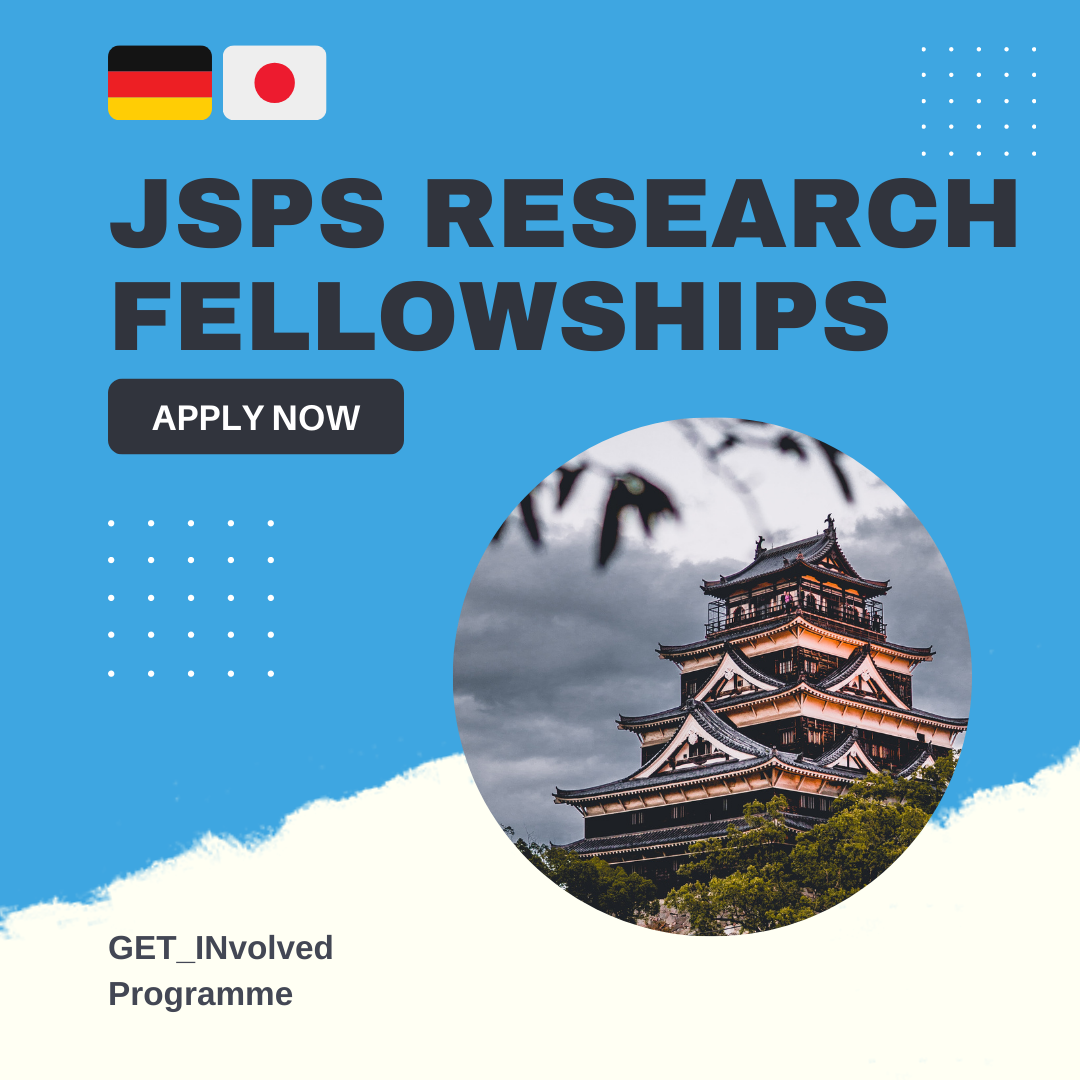 JSPS RESEARCH
FELLOWSHIPS
APPLY NOW
GET_INvolved
Programme